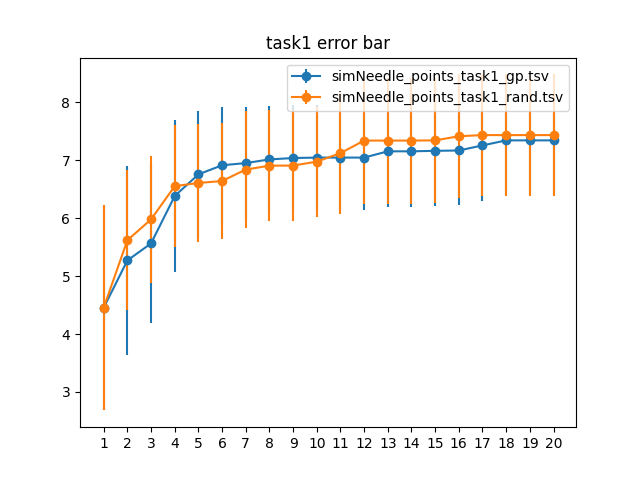 task1 error bar
simNeedle_points_task1_gp.tsv
simNeedle_points_task1_rand.tsv
8
7
6
5
4
3
1 2 3 4 5 6 7 8 9 10 11 12 13 14 15 16 17 18 19 20